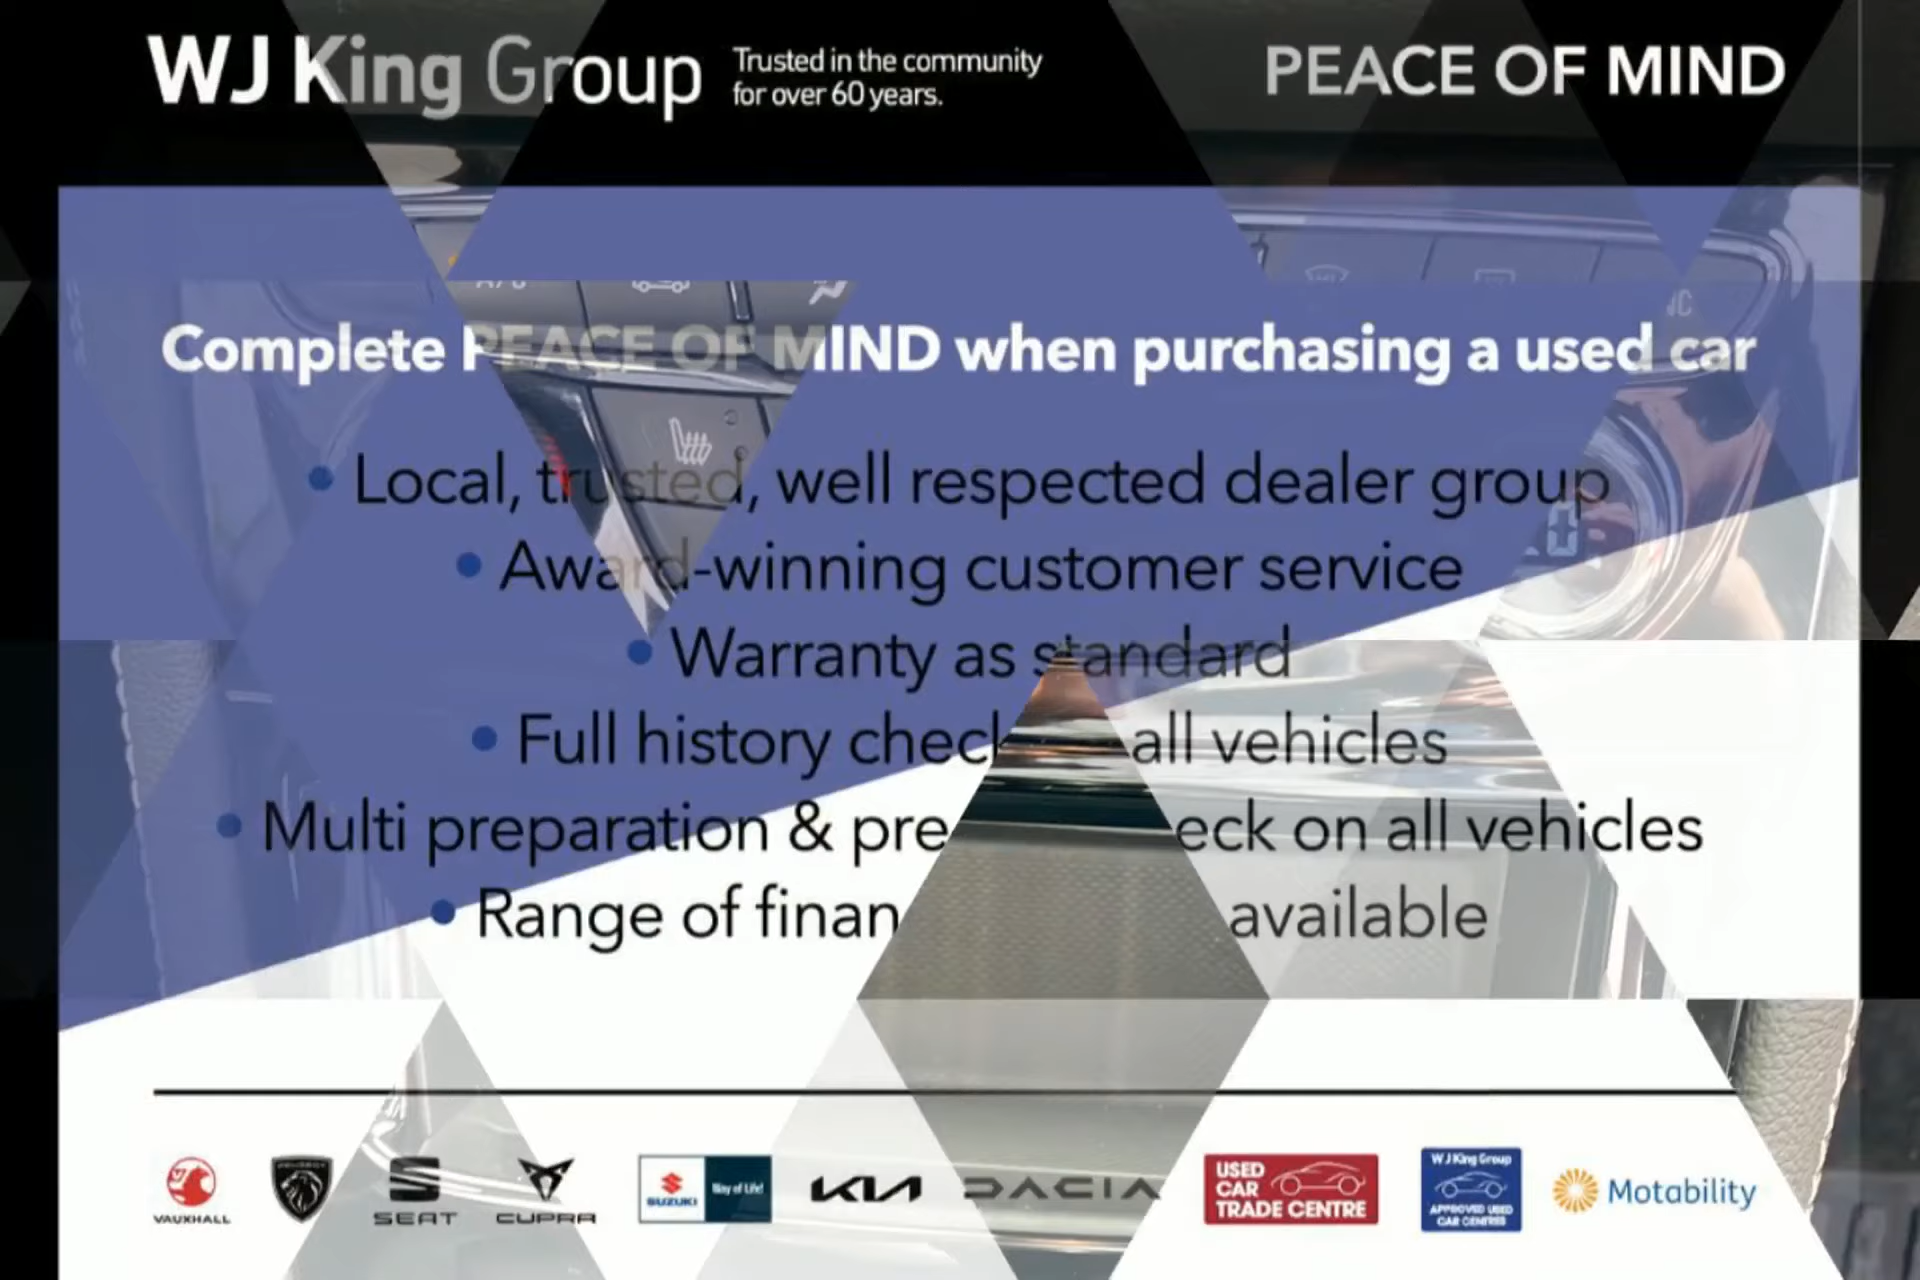 WJ King Group
Trusted in the community
for over 60 years.
PEACE OF MIND
Complete PEACE OF MIND when purchasing a used car
• Local, trusted, well respected dealer group
• Award-winning customer service
• Warranty as standard
• Full history check all vehicles
• Multi preparation & pre eck on all vehicles
• Range of finan available
VAUXHALL
PEUGEOT
SEAT
CUPRA
SUZUKI
Way of Life!
KIA
DACIA
USED
CAR
TRADE CENTRE
WJ King Group
APPROVED USED
CAR CENTRES
Motability